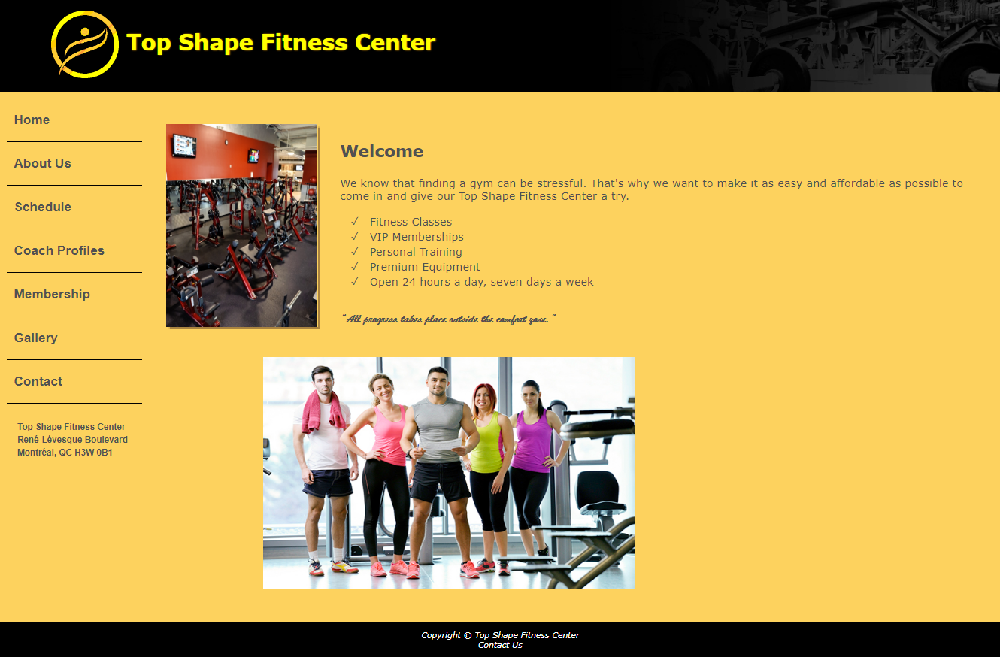 Top Shape Fitness Center
Home
About Us
Schedule
Coach Profiles
Membership
Gallery
Contact
Top Shape Fitness Center
René-Lévesque Boulevard
Montréal, QC H3W 0B1
Welcome
We know that finding a gym can be stressful. That's why we want to make it as easy and affordable as possible to
come in and give our Top Shape Fitness Center a try.
✓ Fitness Classes
✓ VIP Memberships
✓ Personal Training
✓ Premium Equipment
✓ Open 24 hours a day, seven days a week
"All progress takes place outside the comfort zone."
Copyright © Top Shape Fitness Center
Contact Us